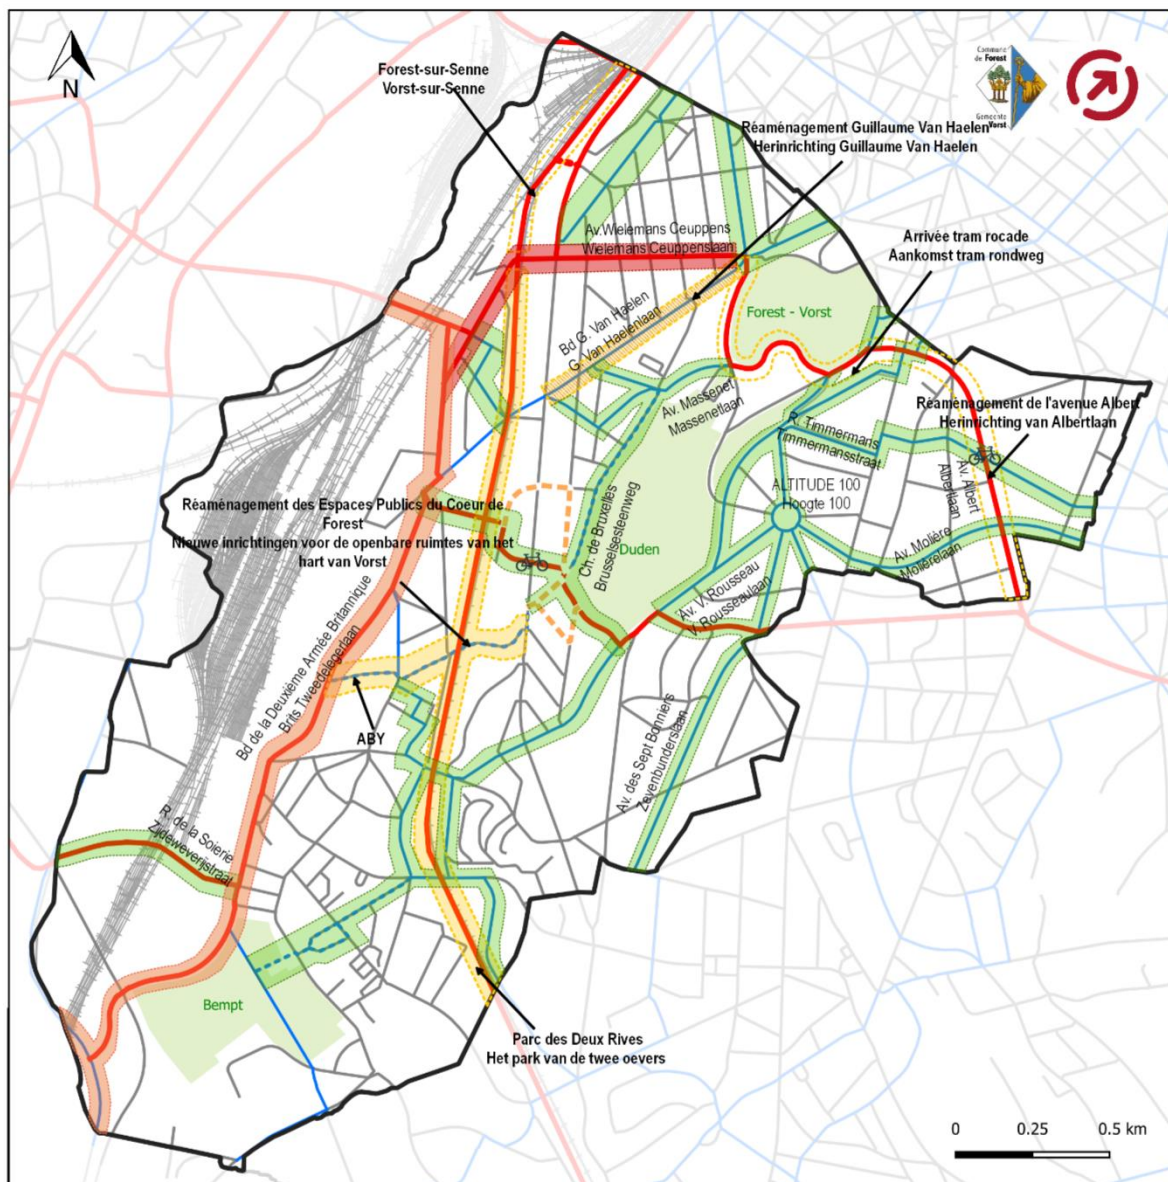 N
Forest-sur-Senne
Vorst-sur-Senne
Commune
de Forest
Gemeente
Vorst
Réaménagement Guillaume Van Haelen
Herinrichting Guillaume Van Haelen
Av.Wielemans Ceuppens
Wielemans Ceuppenslaan
Arrivée tram rocade
Aankomst tram rondweg
Bd G. Van Haelen
G. Van Haelenlaan
Forest - Vorst
Av. Massenet
Massenetlaan
Réaménagement de l'avenue Albert
Herinrichting van Albertlaan
R. Timmermans
Timmermansstraat
Av. Albert
Albertlaan
ALTITUDE 100
Hoogte 100
Réaménagement des Espaces Publics du Coeur de
Forest
Nieuwe inrichtingen voor de openbare ruimtes van het
hart van Vorst
Ch. de Bruxelles
Brusselsesteenweg
Duden
Av. Molière
Molièrelaan
Av. V. Rousseau
V. Rousseaulaan
Bd de la Deuxième Armée Britannique
Brits Tweedelegerlaan
ABY
Av. des Sept Bonniers
Zevenbunderslaan
R. de la Soierie
Zijdeweverijstraat
Bempt
Parc des Deux Rives
Het park van de twee oevers
0 0.25 0.5 km